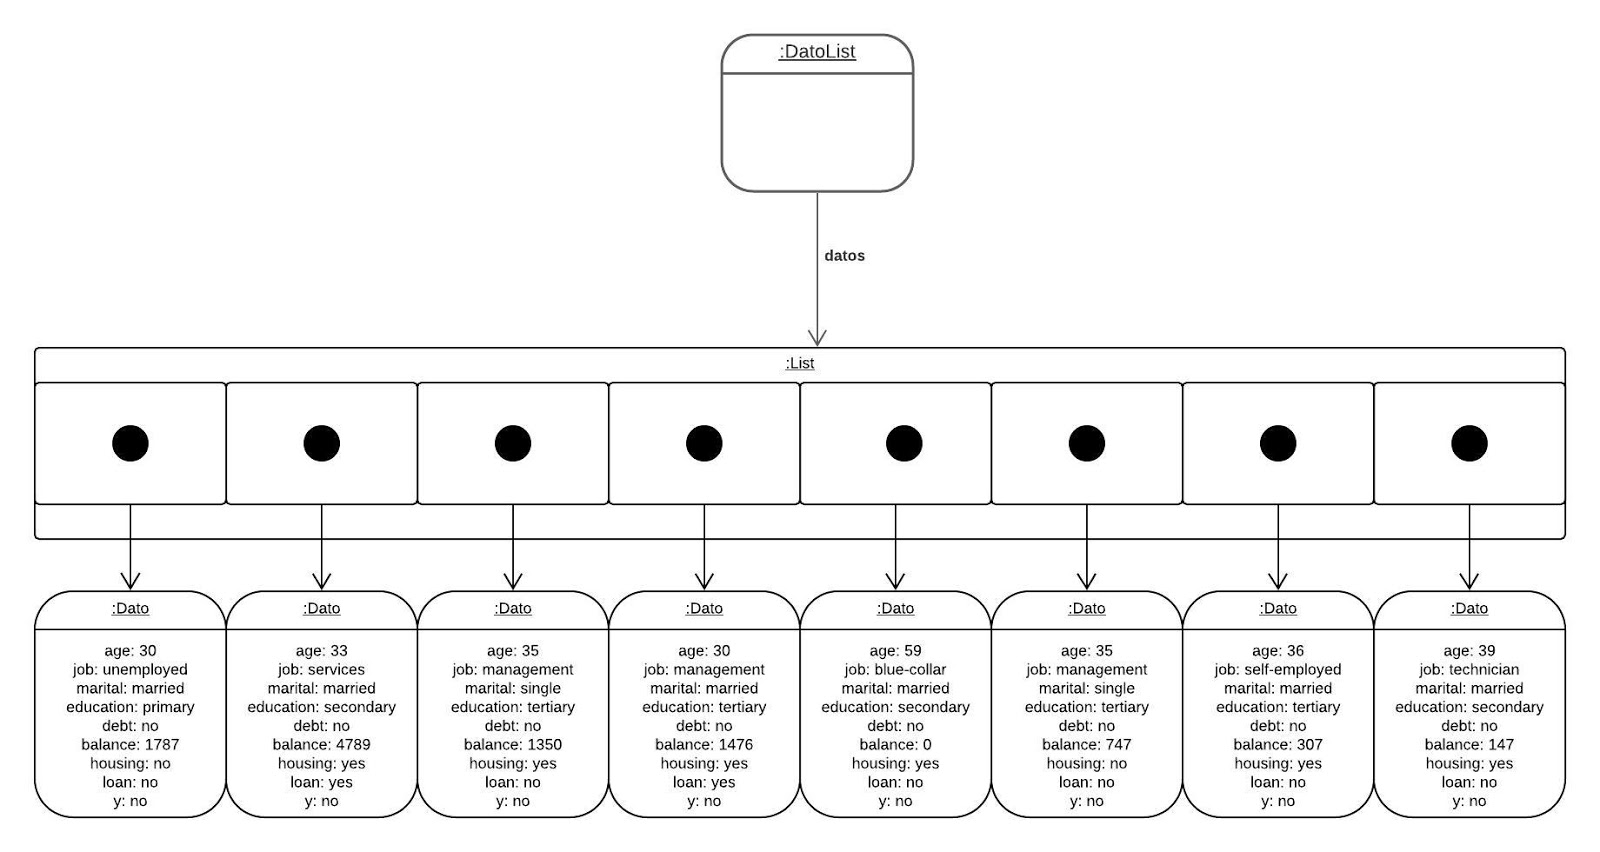 :DatoList
datos
:List
:Dato
age: 30
job: unemployed
marital: married
education: primary
debt: no
balance: 1787
housing: no
loan: no
y: no
:Dato
age: 33
job: services
marital: married
education: secondary
debt: no
balance: 4789
housing: yes
loan: yes
y: no
:Dato
age: 35
job: management
marital: single
education: tertiary
debt: no
balance: 1350
housing: yes
loan: no
y: no
:Dato
age: 30
job: management
marital: married
education: tertiary
debt: no
balance: 1476
housing: yes
loan: yes
y: no
:Dato
age: 59
job: blue-collar
marital: married
education: secondary
debt: no
balance: 0
housing: yes
loan: no
y: no
:Dato
age: 35
job: management
marital: single
education: tertiary
debt: no
balance: 747
housing: no
loan: no
y: no
:Dato
age: 36
job: self-employed
marital: married
education: tertiary
debt: no
balance: 307
housing: yes
loan: no
y: no
:Dato
age: 39
job: technician
marital: married
education: secondary
debt: no
balance: 147
housing: yes
loan: no
y: no